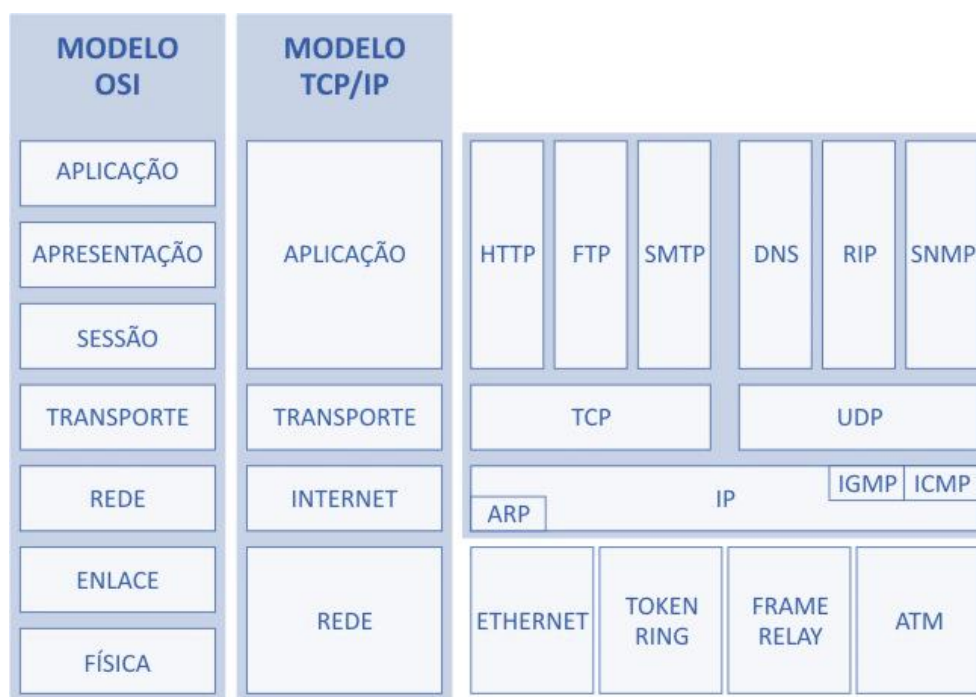 MODELO
OSI
MODELO
TCP/IP
APLICAÇÃO
APRESENTAÇÃO
SESSÃO
TRANSPORTE
REDE
ENLACE
FÍSICA
APLICAÇÃO
TRANSPORTE
INTERNET
REDE
HTTP
FTP
SMTP
DNS
RIP
SNMP
TCP
UDP
IP
IGMP
ICMP
ARP
ETHERNET
TOKEN
RING
FRAME
RELAY
ATM